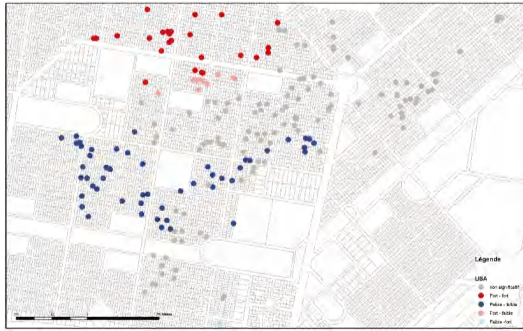 Légende
LISA
non significatif
Fort - fort
Faible - faible
Fort - faible
Faible - fort